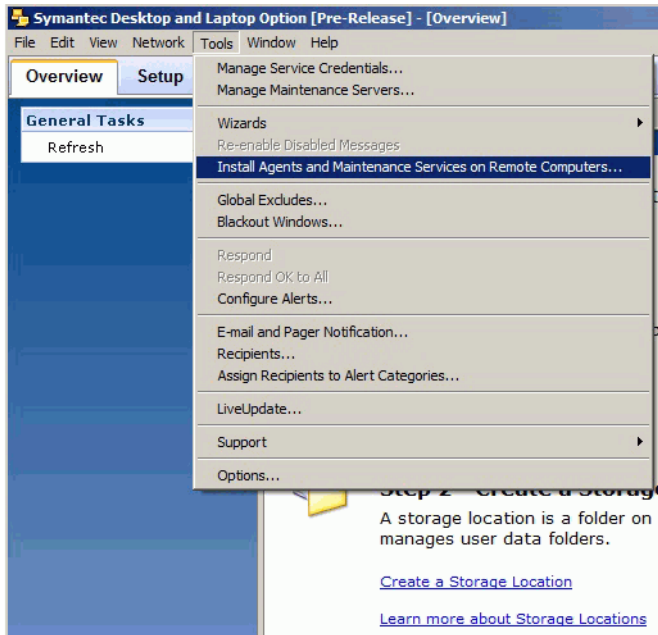 Symantec Desktop and Laptop Option [Pre-Release] - [Overview]
File Edit View Network Tools Window Help
Overview Setup
General Tasks
Refresh
Manage Service Credentials...
Manage Maintenance Servers...
Wizards
Re-enable Disabled Messages
Install Agents and Maintenance Services on Remote Computers...
Global Excludes...
Blackout Windows...
Respond
Respond OK to All
Configure Alerts...
E-mail and Pager Notification...
Recipients...
Assign Recipients to Alert Categories...
LiveUpdate...
Support
Options...
Step 2 - Create a Storage
A storage location is a folder on
manages user data folders.
Create a Storage Location
Learn more about Storage Locations